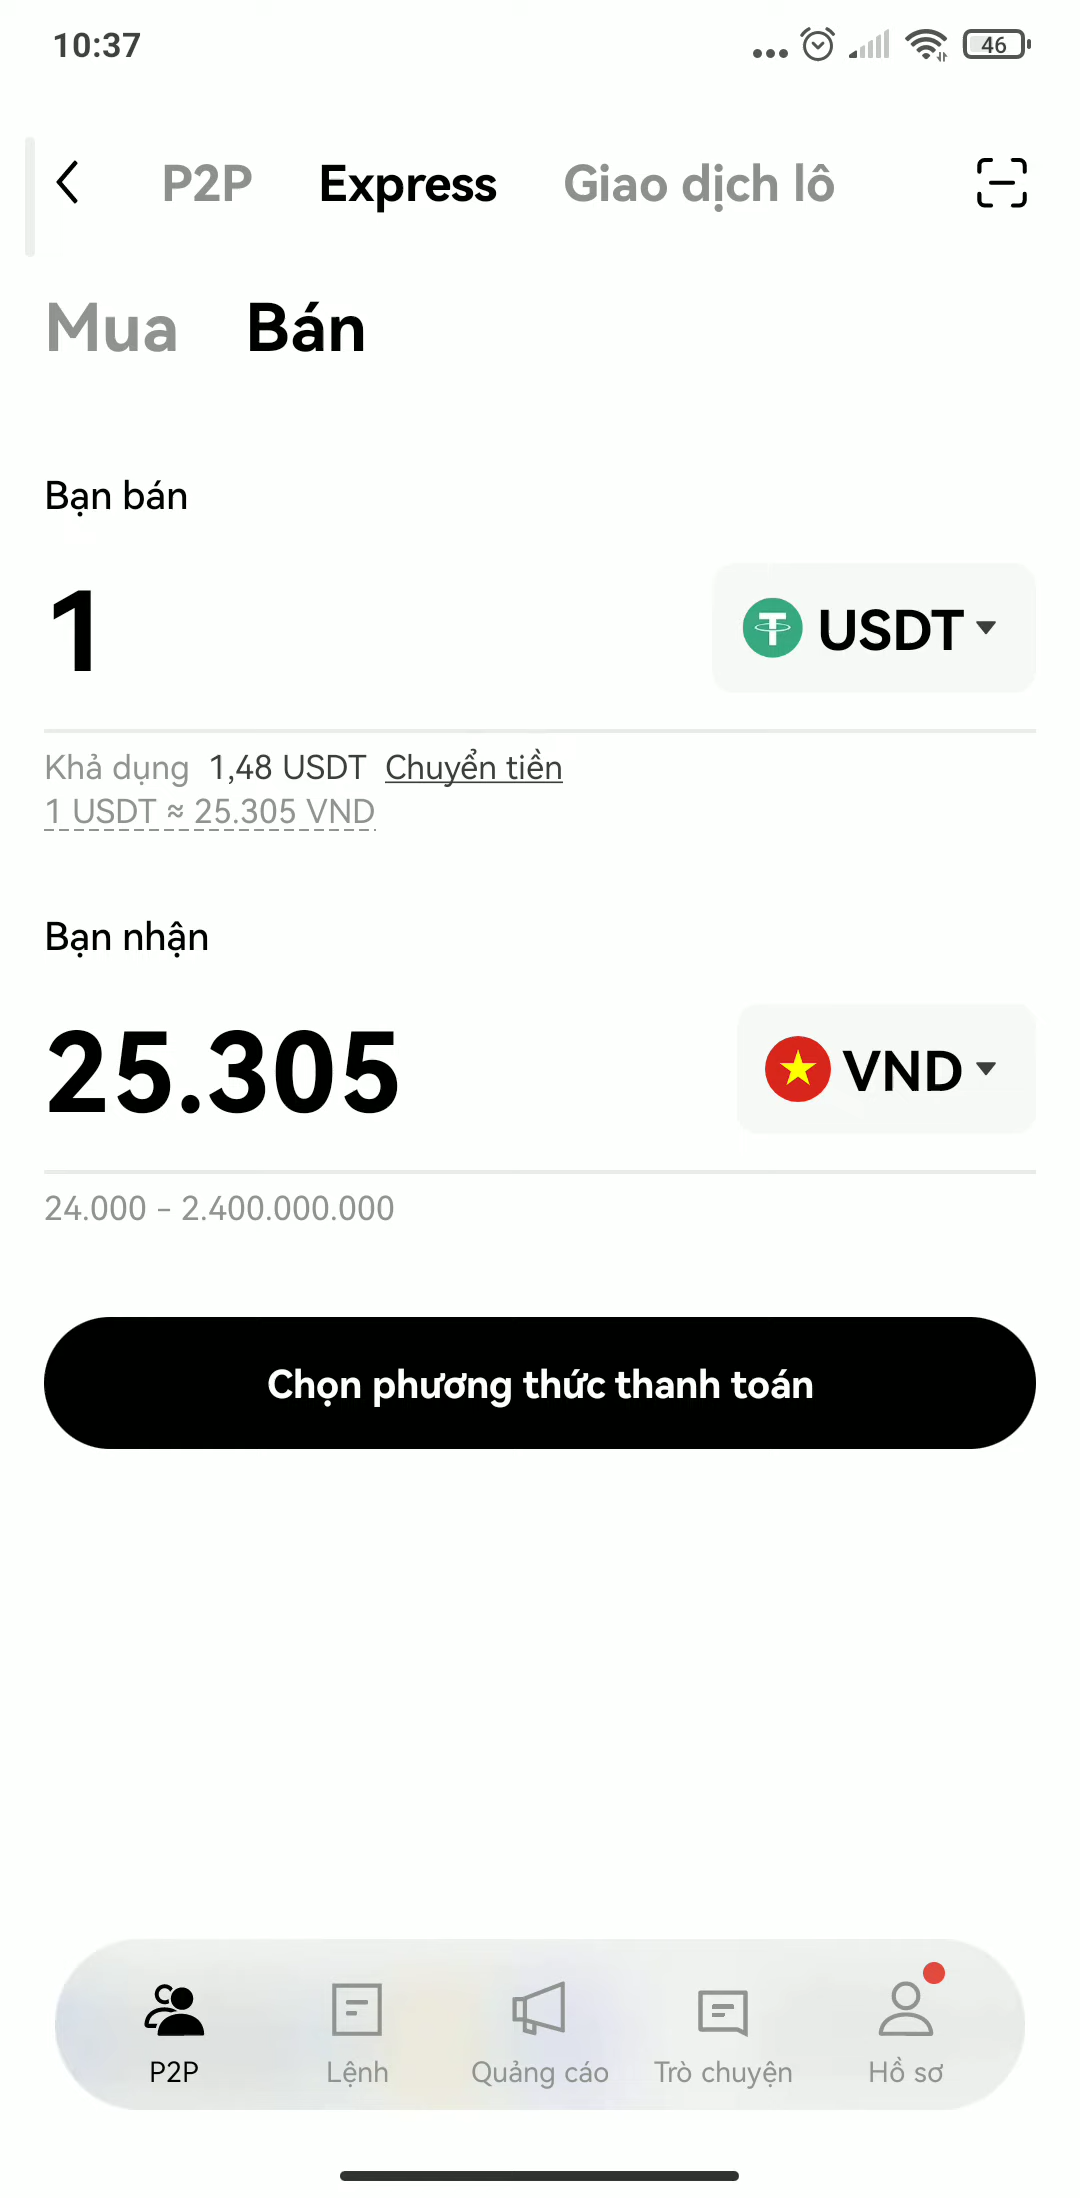 10:37
46
P2P Express Giao dịch lô
Mua Bán
Bạn bán
1 USDT
Khả dụng 1,48 USDT Chuyển tiền
1 USDT ≈ 25.305 VND
Bạn nhận
25.305 VND
24.000 - 2.400.000.000
Chọn phương thức thanh toán
P2P Lệnh Quảng cáo Trò chuyện Hồ sơ